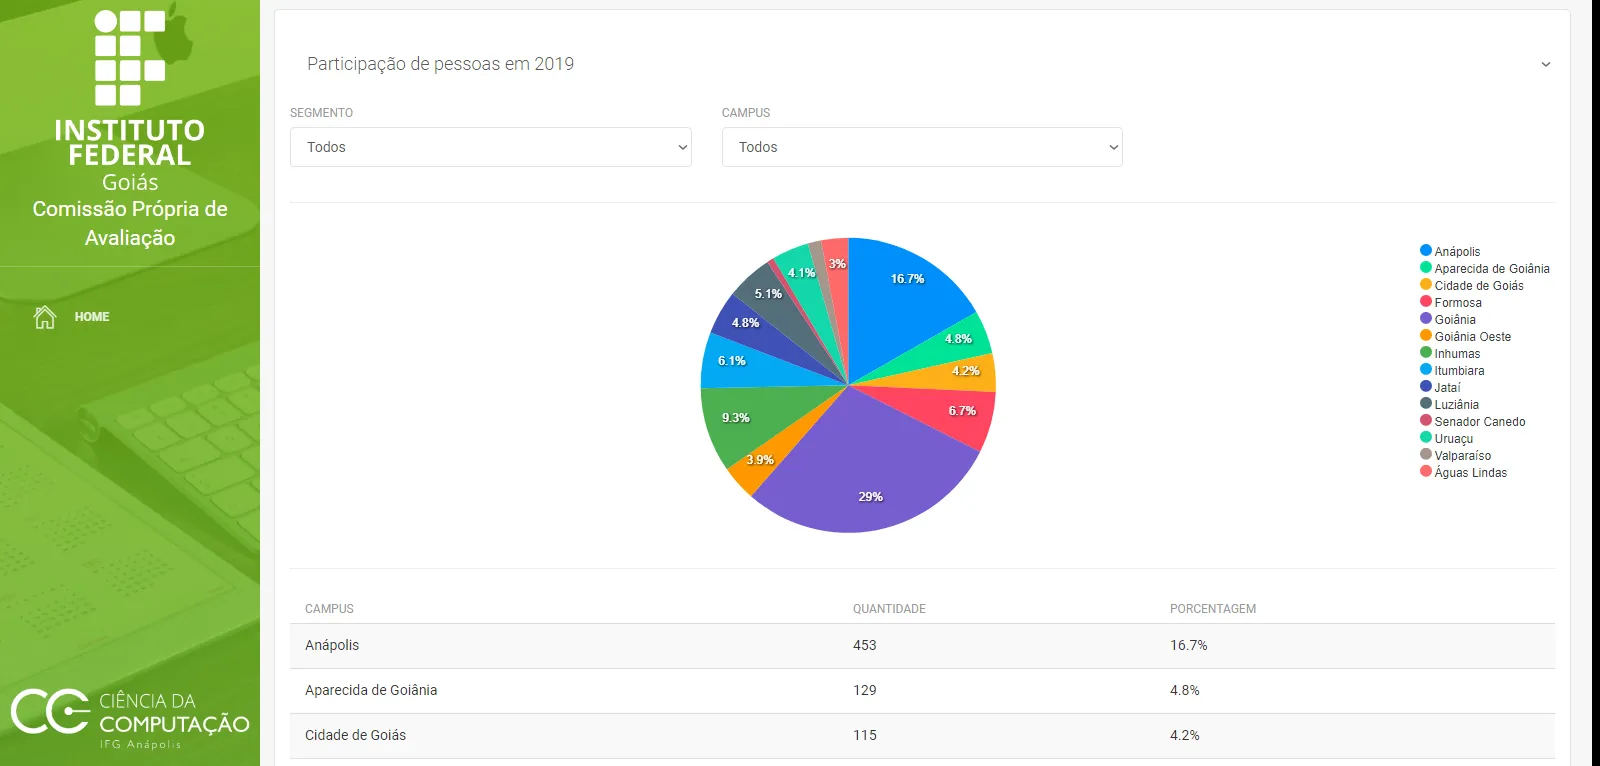 INSTITUTO
FEDERAL
Goiás
Comissão Própria de
Avaliação
HOME
CIÊNCIA DA
COMPUTAÇÃO
IFG Anápolis
Participação de pessoas em 2019
SEGMENTO
CAMPUS
Todos
Todos
16.7%
4.8%
4.2%
6.7%
29%
3.9%
9.3%
6.1%
4.8%
5.1%
4.1%
3%
Anápolis
Aparecida de Goiânia
Cidade de Goiás
Formosa
Goiânia
Goiânia Oeste
Inhumas
Itumbiara
Jataí
Luziânia
Senador Canedo
Uruaçu
Valparaíso
Águas Lindas
CAMPUS QUANTIDADE PORCENTAGEM
Anápolis 453 16.7%
Aparecida de Goiânia 129 4.8%
Cidade de Goiás 115 4.2%